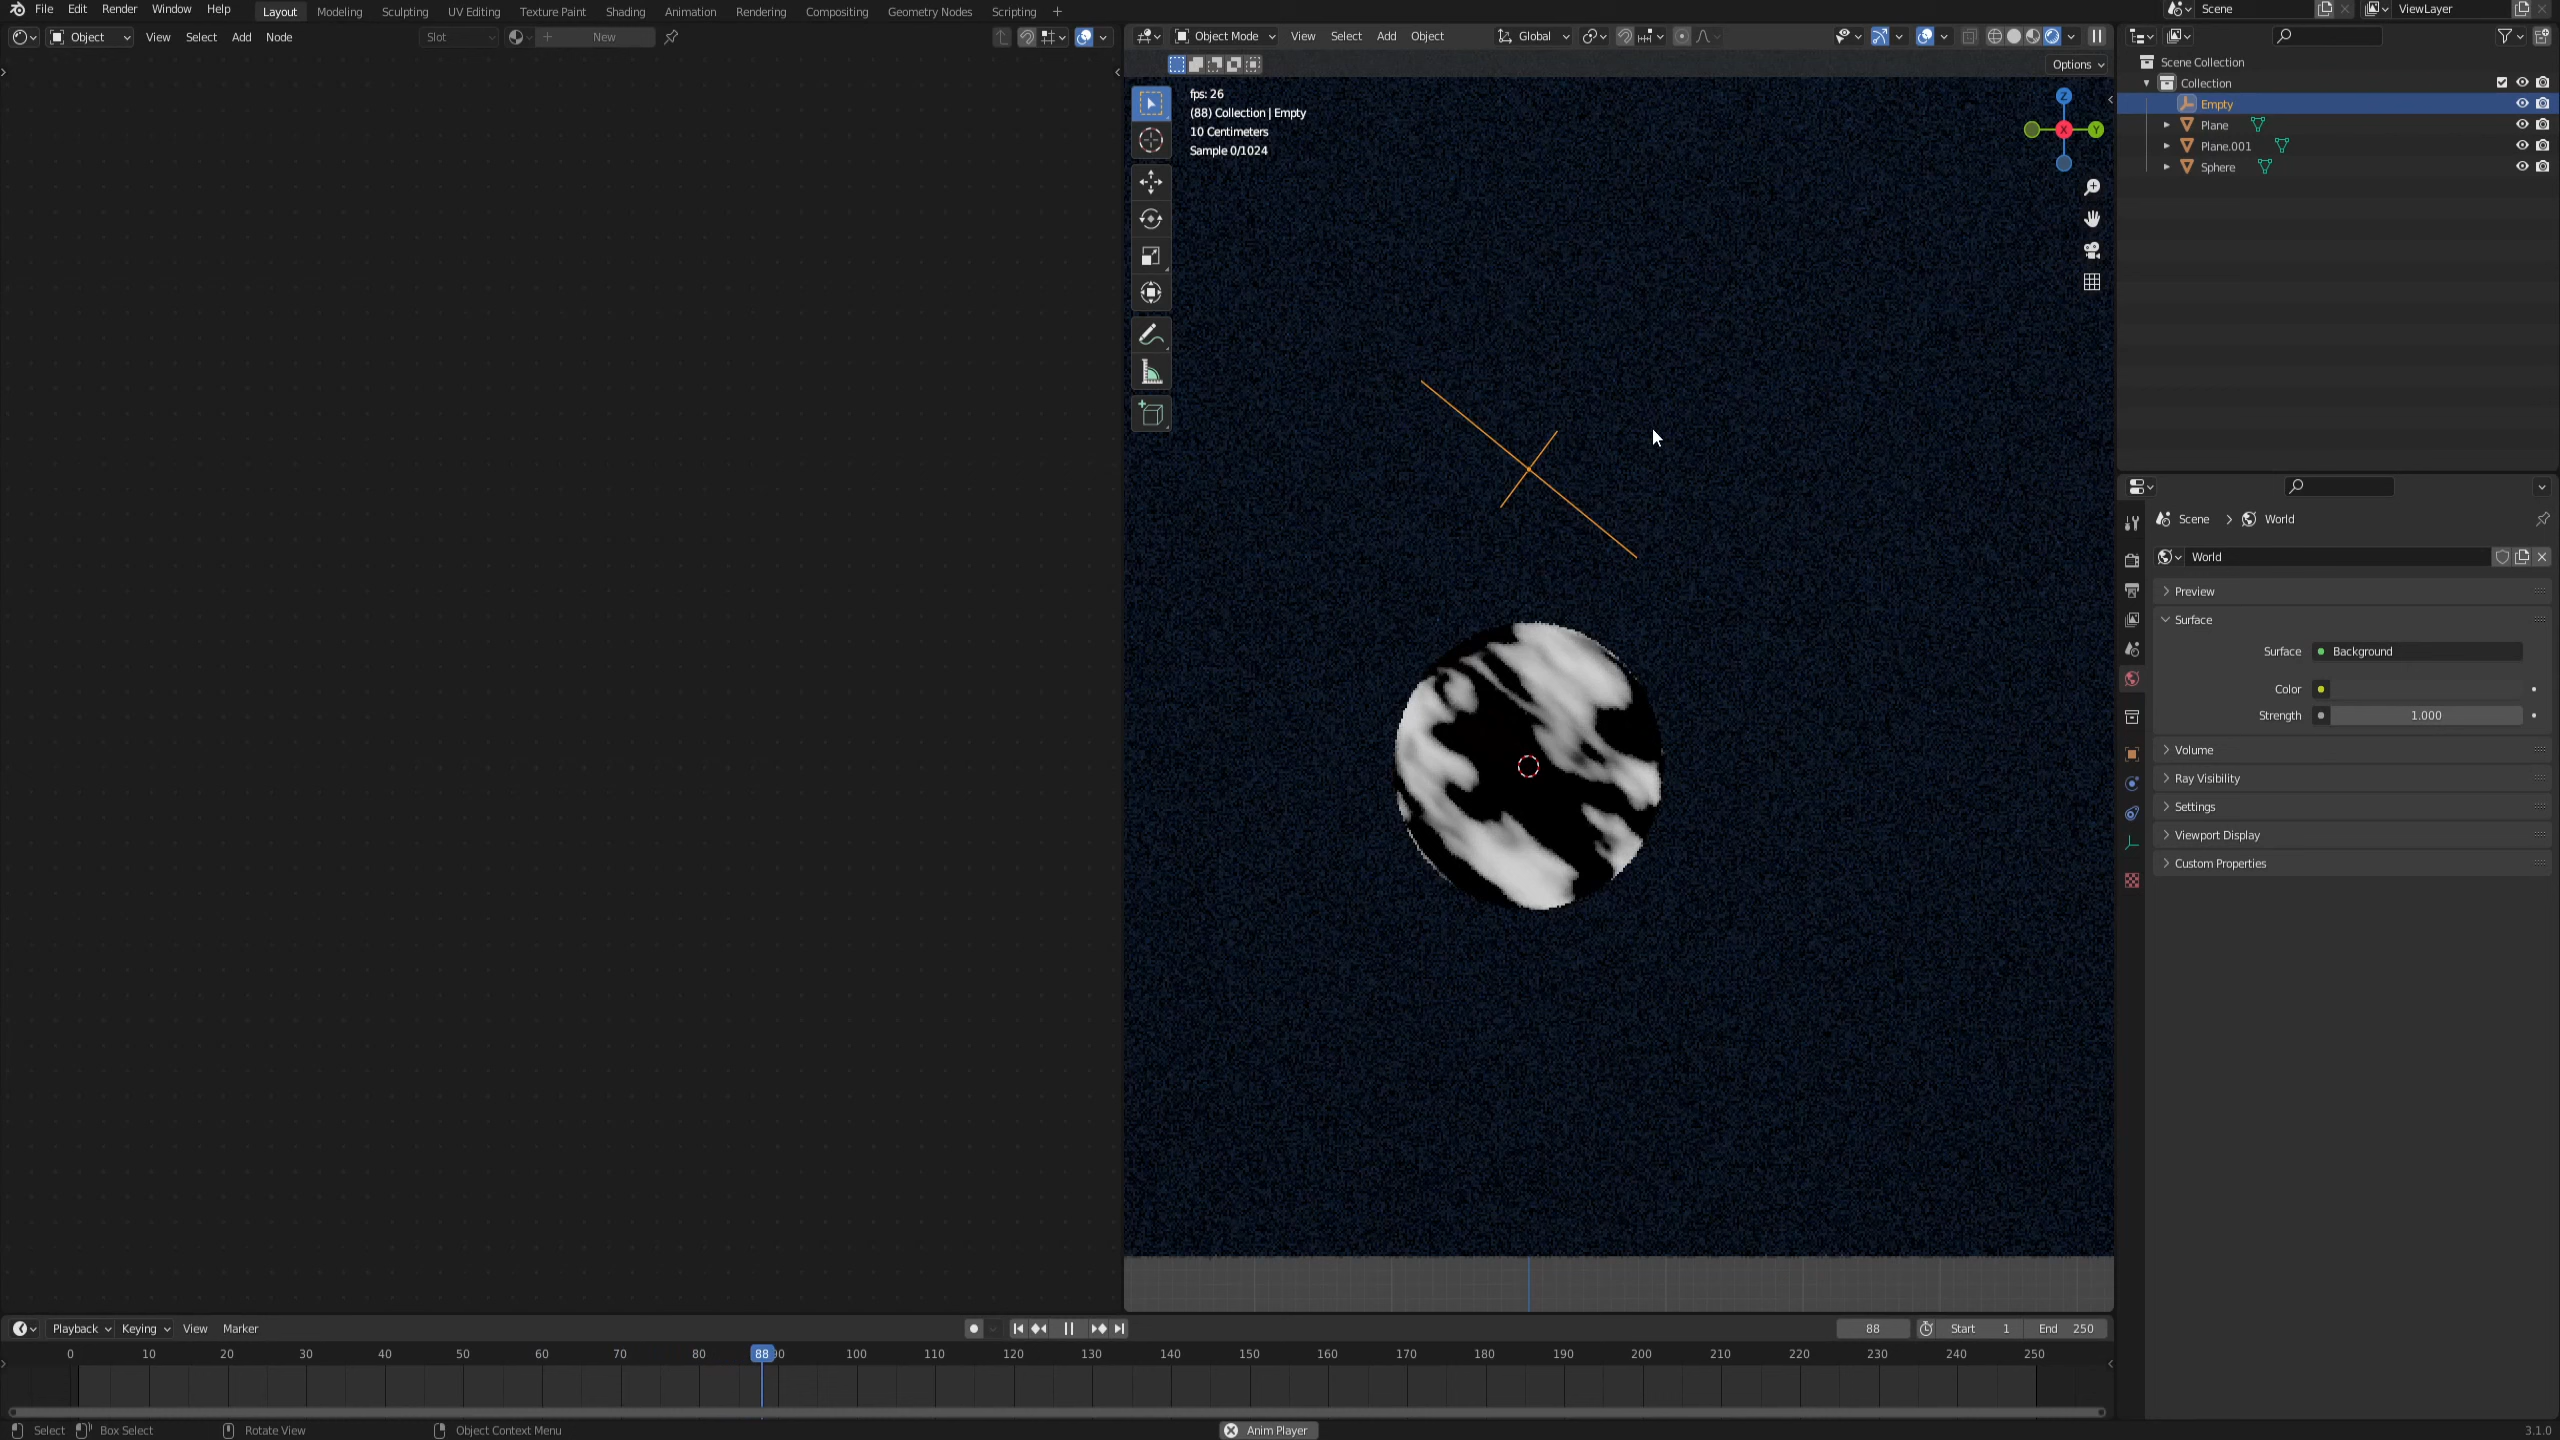 File Edit Render Window Help Layout Modeling Sculpting UV Editing Texture Paint Shading Animation Rendering Compositing Geometry Nodes Scripting + Scene ViewLayer
Object View Select Add Node Slot New Object Mode View Select Add Object Global
Options
fps: 26
(88) Collection | Empty
10 Centimeters
Sample 0/1024
Z
X
Y
Scene Collection
Collection
Empty
Plane
Plane.001
Sphere
Scene > World
World
Preview
Surface
Surface Background
Color
Strength 1.000
Volume
Ray Visibility
Settings
Viewport Display
Custom Properties
Playback Keying View Marker 88 Start 1 End 250
0 10 20 30 40 50 60 70 80 88 100 110 120 130 140 150 160 170 180 190 200 210 220 230 240 250
Select Box Select Rotate View Object Context Menu Anim Player 3.1.0